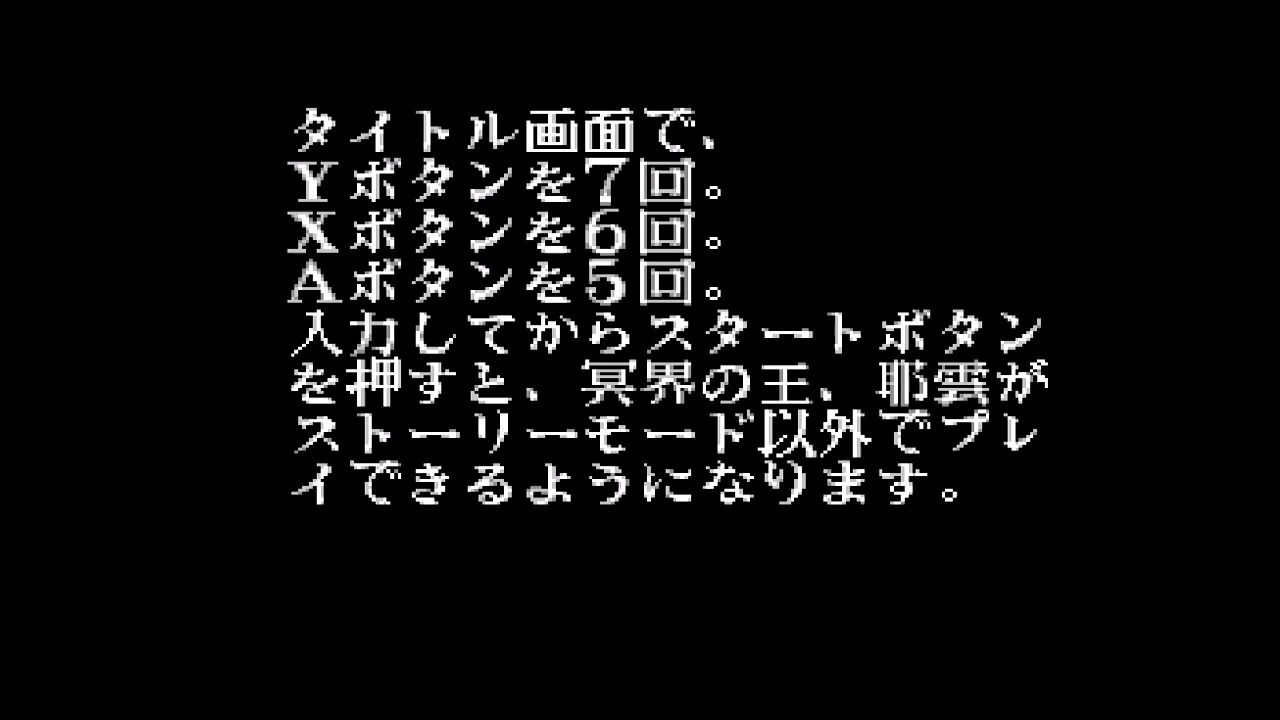 タイトル画面で、
Yボタンを7回。
Xボタンを6回。
Aボタンを5回。
入力してからスタートボタン
を押すと、冥界の王、耶雲が
ストーリーモード以外でプレ
イできるようになります。